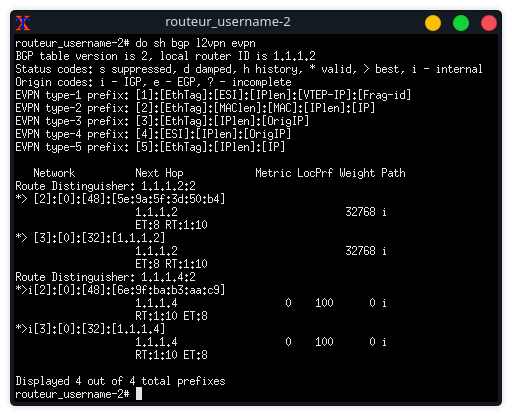 routeur_username-2
routeur_username-2# do sh bgp l2vpn evpn
BGP table version is 2, local router ID is 1.1.1.2
Status codes: s suppressed, d damped, h history, * valid, > best, i - internal
Origin codes: i - IGP, e - EGP, ? - incomplete
EVPN type-1 prefix: [1]:[EthTag]:[ESI]:[IPlen]:[VTEP-IP]:[Frag-id]
EVPN type-2 prefix: [2]:[EthTag]:[MAClen]:[MAC]:[IPlen]:[IP]
EVPN type-3 prefix: [3]:[EthTag]:[IPlen]:[OrigIP]
EVPN type-4 prefix: [4]:[ESI]:[IPlen]:[OrigIP]
EVPN type-5 prefix: [5]:[EthTag]:[IPlen]:[IP]
   Network          Next Hop            Metric LocPrf Weight Path
Route Distinguisher: 1.1.1.2:2
*> [2]:[0]:[48]:[5e:9a:5f:3d:50:b4]
                    1.1.1.2                            32768 i
                    ET:8 RT:1:10
*> [3]:[0]:[32]:[1.1.1.2]
                    1.1.1.2                            32768 i
                    ET:8 RT:1:10
Route Distinguisher: 1.1.1.4:2
*>i[2]:[0]:[48]:[6e:9f:ba:b3:aa:c9]
                    1.1.1.4                  0    100      0 i
                    RT:1:10 ET:8
*>i[3]:[0]:[32]:[1.1.1.4]
                    1.1.1.4                  0    100      0 i
                    RT:1:10 ET:8
Displayed 4 out of 4 total prefixes
routeur_username-2#